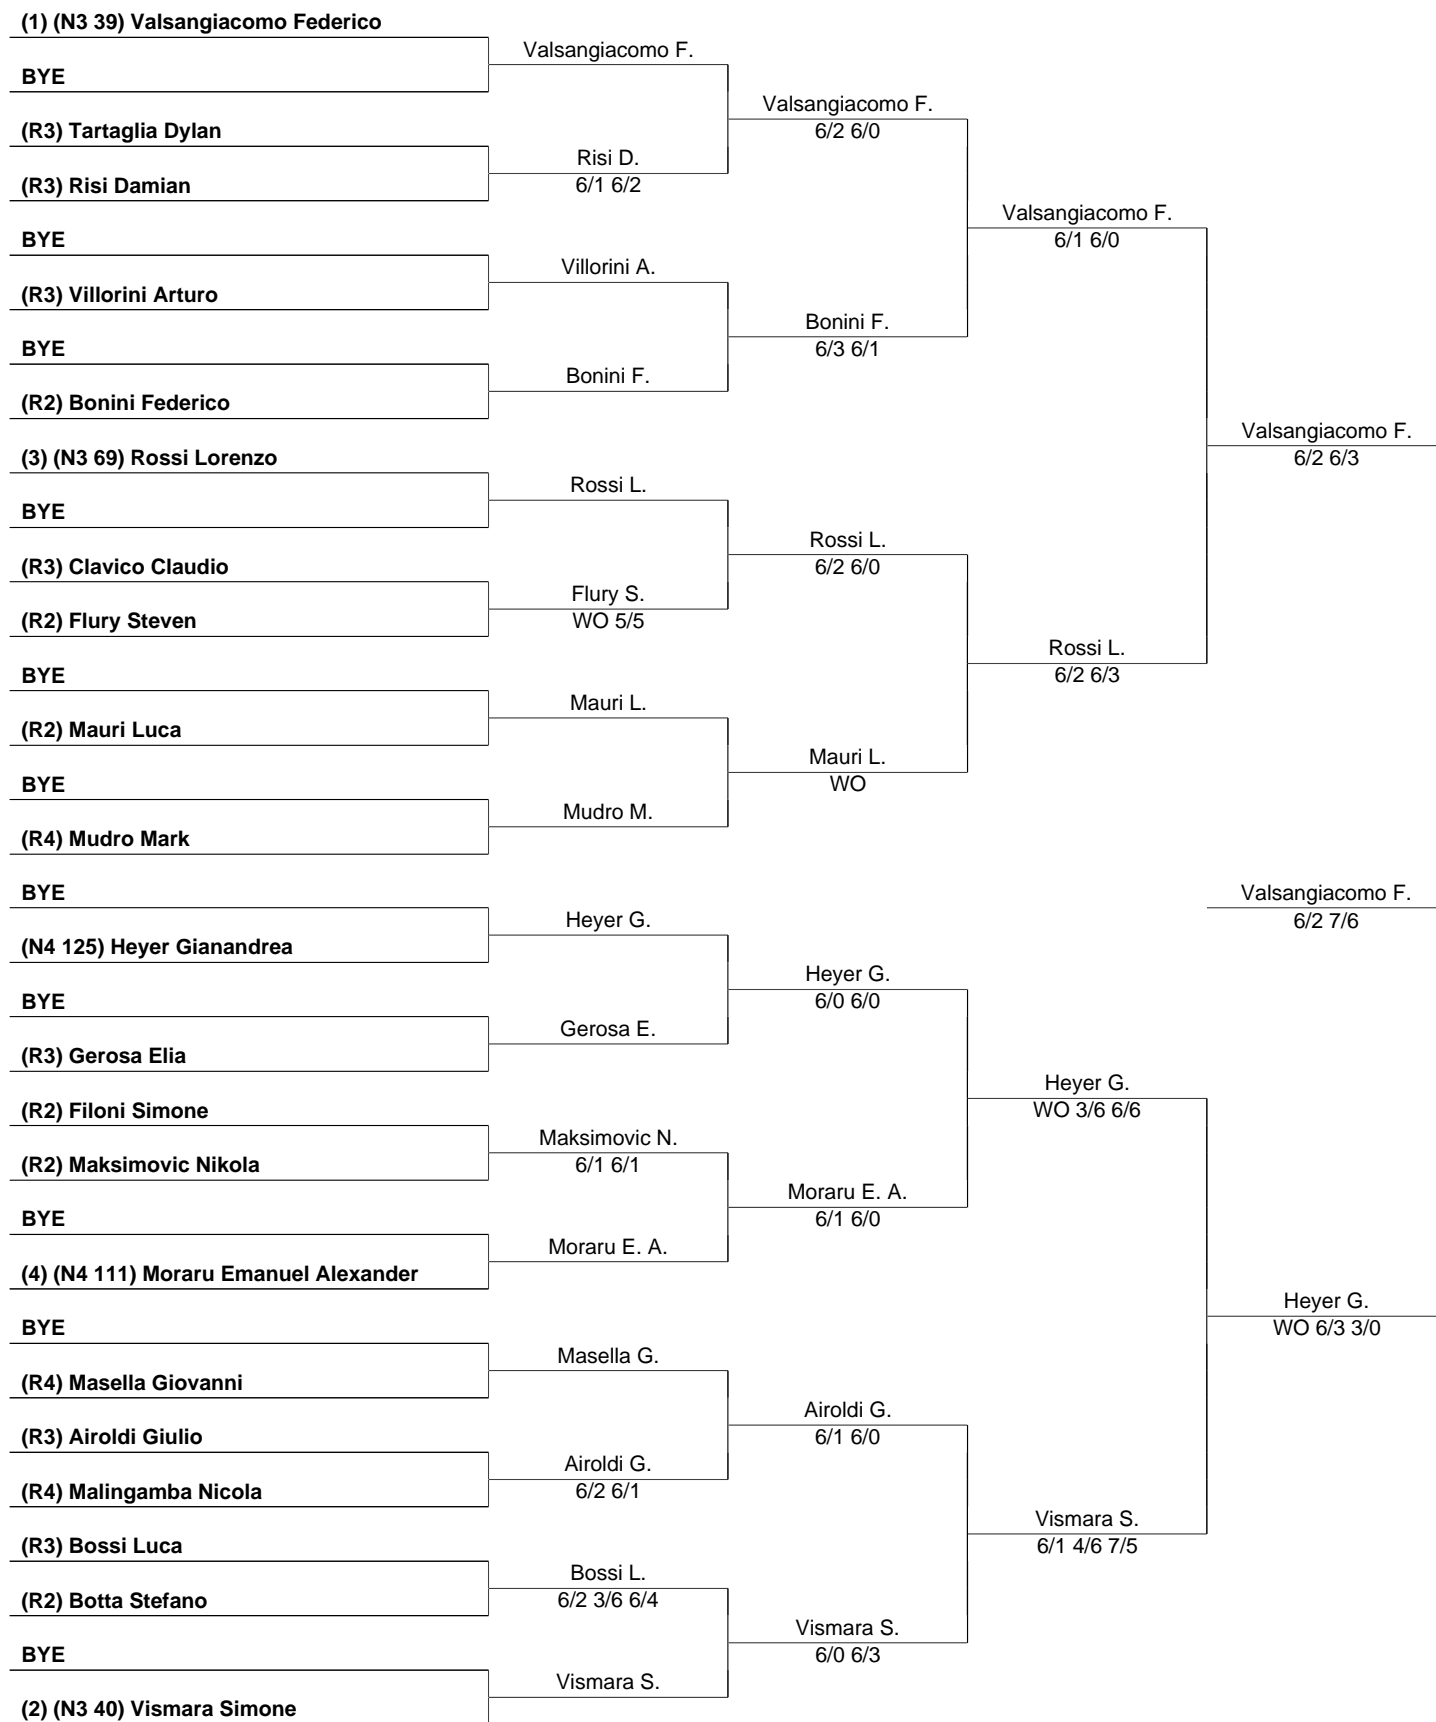 (1) (N3 39) Valsangiacomo Federico
Valsangiacomo F.
BYE
Valsangiacomo F.
6/2 6/0
(R3) Tartaglia Dylan
Risi D.
6/1 6/2
(R3) Risi Damian
Valsangiacomo F.
6/1 6/0
BYE
Villorini A.
(R3) Villorini Arturo
Bonini F.
6/3 6/1
BYE
Bonini F.
(R2) Bonini Federico
Valsangiacomo F.
6/2 6/3
(3) (N3 69) Rossi Lorenzo
Rossi L.
BYE
Rossi L.
6/2 6/0
(R3) Clavico Claudio
Flury S.
WO 5/5
(R2) Flury Steven
Rossi L.
6/2 6/3
BYE
Mauri L.
(R2) Mauri Luca
Mauri L.
WO
BYE
Mudro M.
(R4) Mudro Mark
BYE
Valsangiacomo F.
6/2 7/6
Heyer G.
(N4 125) Heyer Gianandrea
Heyer G.
6/0 6/0
BYE
Gerosa E.
(R3) Gerosa Elia
Heyer G.
WO 3/6 6/6
(R2) Filoni Simone
Maksimovic N.
6/1 6/1
(R2) Maksimovic Nikola
Moraru E. A.
6/1 6/0
BYE
Moraru E. A.
(4) (N4 111) Moraru Emanuel Alexander
Heyer G.
WO 6/3 3/0
BYE
Masella G.
(R4) Masella Giovanni
Airoldi G.
6/1 6/0
(R3) Airoldi Giulio
Airoldi G.
6/2 6/1
(R4) Malingamba Nicola
Vismara S.
6/1 4/6 7/5
(R3) Bossi Luca
Bossi L.
6/2 3/6 6/4
(R2) Botta Stefano
Vismara S.
6/0 6/3
BYE
Vismara S.
(2) (N3 40) Vismara Simone